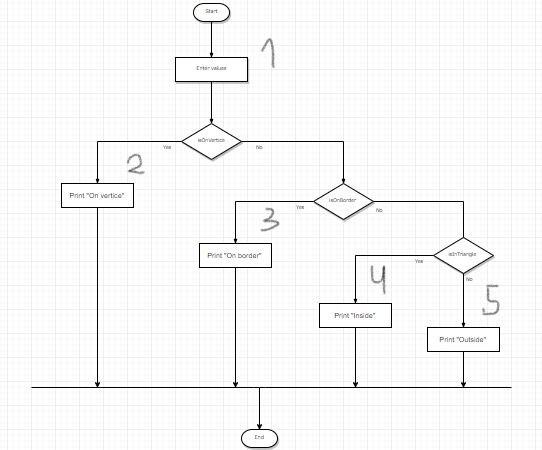 Start
1
Enter values
isOnVertice
Yes
No
2
Print "On vertice"
isOnBorder
Yes
No
3
Print "On border"
isInTriangle
Yes
No
4
5
Print "Inside"
Print "Outside"
End